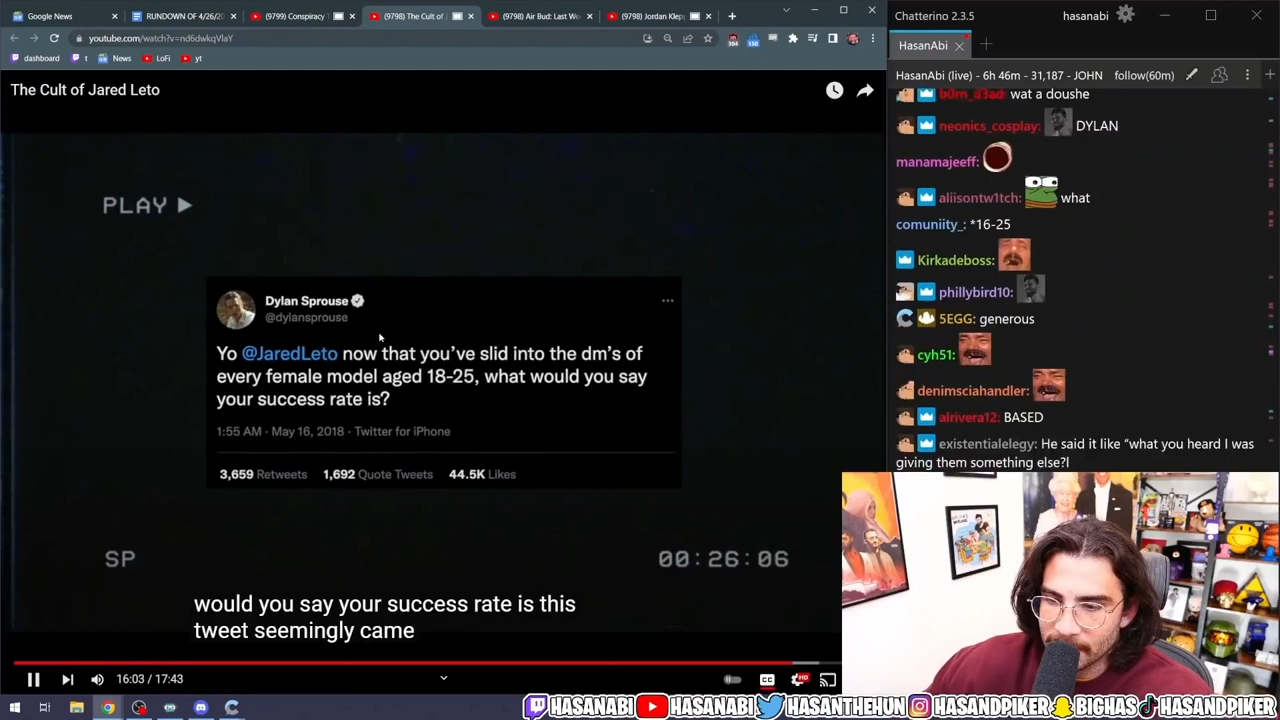 Google News
RUNDOWN OF 4/26/20
(9799) Conspiracy T
(9798) The Cult of J
(9798) Air Bud: Last We
(9798) Jordan Klepp
youtube.com/watch?v=nd6dwkqVlaY
dashboard
t
News
LoFi
yt
The Cult of Jared Leto
PLAY
Dylan Sprouse
@dylansprouse
Yo @JaredLeto now that you've slid into the dm's of
every female model aged 18-25, what would you say
your success rate is?
1:55 AM · May 16, 2018 · Twitter for iPhone
3,659 Retweets 1,692 Quote Tweets 44.5K Likes
SP
00:26:06
would you say your success rate is this
tweet seemingly came
16:03 / 17:43
CC
HD
Chatterino 2.3.5
hasanabi
HasanAbi
HasanAbi (live) - 6h 46m - 31,187 - JOHN
follow(60m)
b0rn_d3ad: wat a doushe
neonics_cosplay: DYLAN
manamajeeff:
aliisontw1tch: what
comuniity_: *16-25
Kirkadeboss:
phillybird10:
5EGG: generous
cyh51:
denimsciahandler:
alrivera12: BASED
existentialelegy: He said it like “what you heard I was
giving them something else?l
HASANABI
HASANABI
HASANTHEHUN
HASANDPIKER
BIGHAS
HASANDPIKER